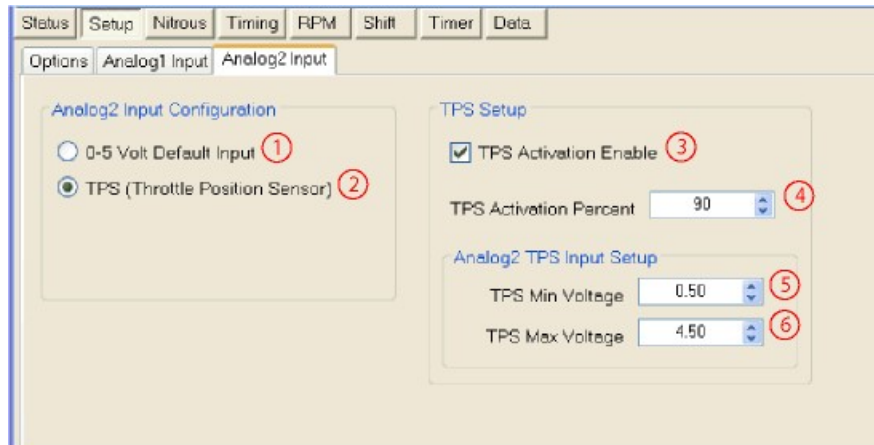 Status Setup Nitrous Timing RPM Shift Timer Data
Options Analog1 Input Analog2 Input
Analog2 Input Configuration
0-5 Volt Default Input 1
TPS (Throttle Position Sensor) 2
TPS Setup
TPS Activation Enable 3
TPS Activation Percent 90 4
Analog2 TPS Input Setup
TPS Min Voltage 0.50 5
TPS Max Voltage 4.50 6